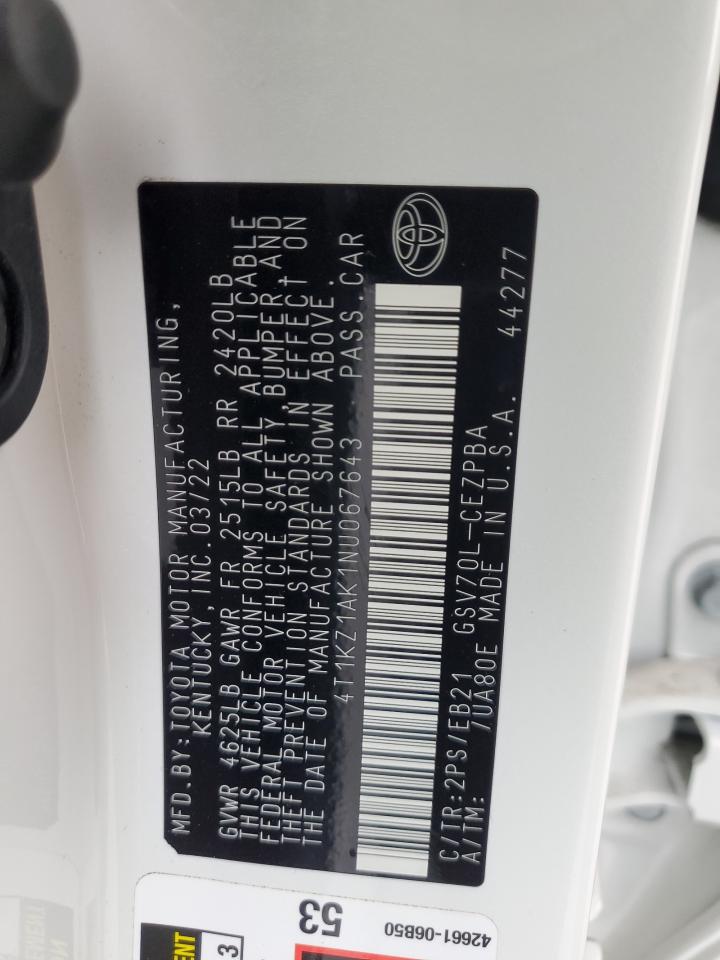 MFD.BY:TOYOTA MOTOR MANUFACTURING,
KENTUCKY, INC. 03/22
GVWR 4625LB GAWR FR 2515LB RR 2420LB
THIS VEHICLE CONFORMS TO ALL APPLICABLE
FEDERAL MOTOR VEHICLE SAFETY, BUMPER, AND
THEFT PREVENTION STANDARDS IN EFFECT ON
THE DATE OF MANUFACTURE SHOWN ABOVE.
4T1KZ1AK1NU067643 PASS.CAR
C/TR:2PS/EB21 GSV70L-CEZPBA
A/TM: /UA80E MADE IN U.S.A. 44277
53
42661-06B50
3